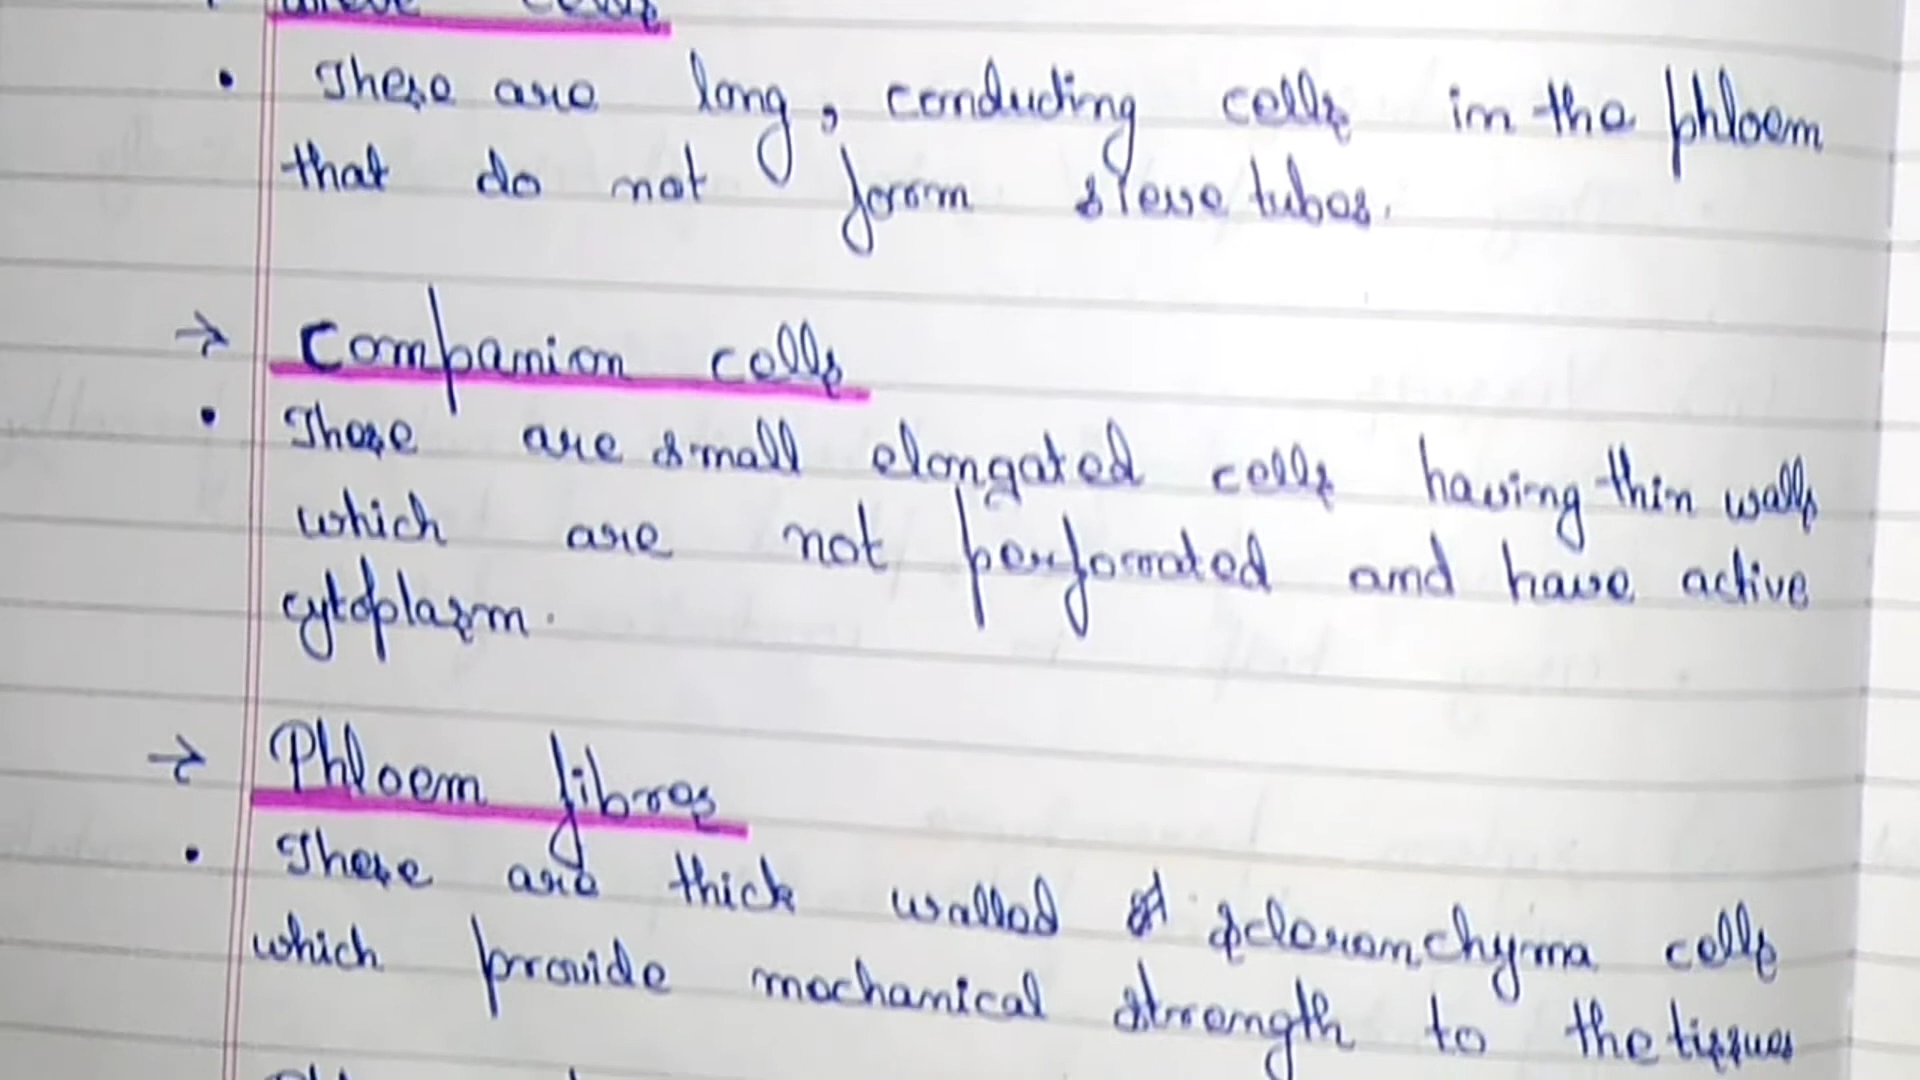 cells
• These are long, conducting cells in the phloem
that do not form sieve tubes.
→ Companion cells
• These are small elongated cells having thin walls
which are not perforated and have active
cytoplasm.
→ Phloem fibres
• These are thick walled sclerenchyma cells
which provide mechanical strength to the tissues